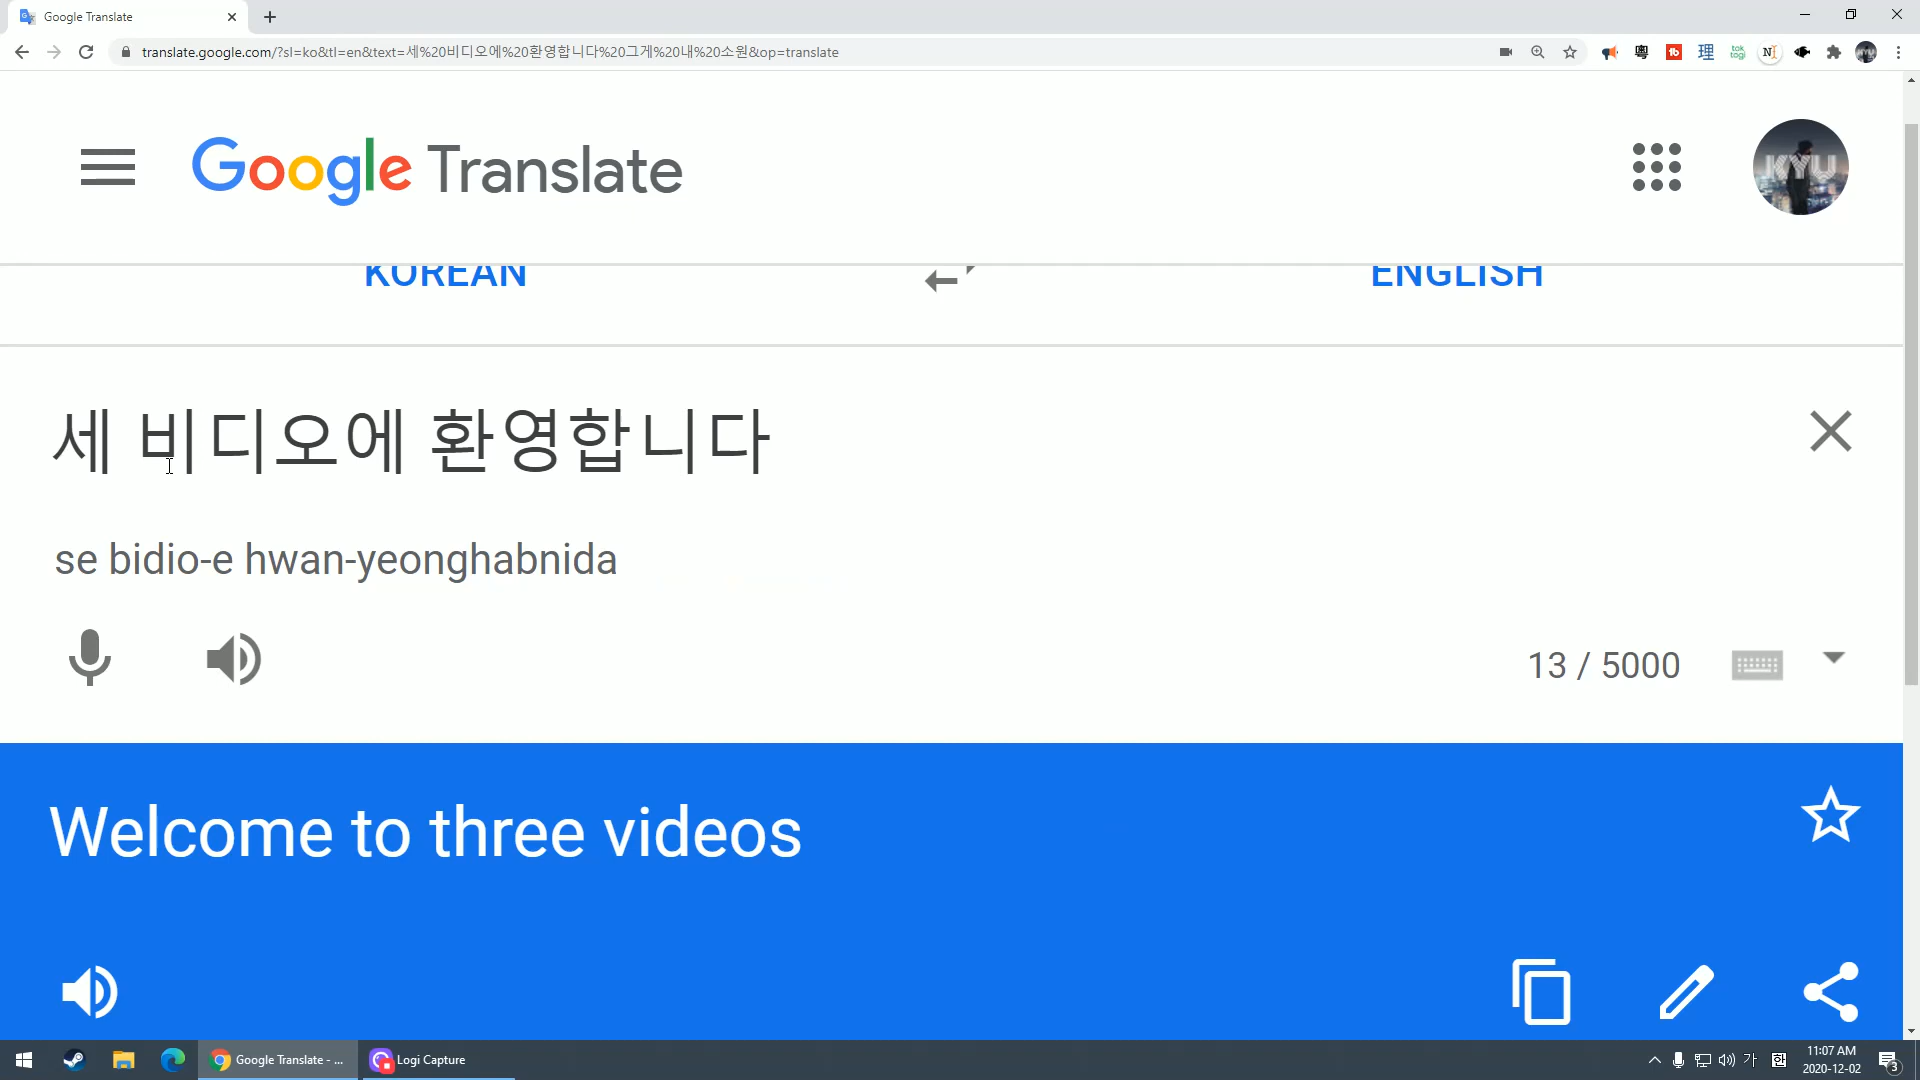 Google Translate
translate.google.com/?sl=ko&tl=en&text=세%20비디오에%20환영합니다%20그게%20내%20소원&op=translate
Google Translate
KYU
KOREAN
ENGLISH
세 비디오에 환영합니다
se bidio-e hwan-yeonghabnida
13 / 5000
Welcome to three videos
Google Translate - ...
Logi Capture
가
11:07 AM
2020-12-02
3